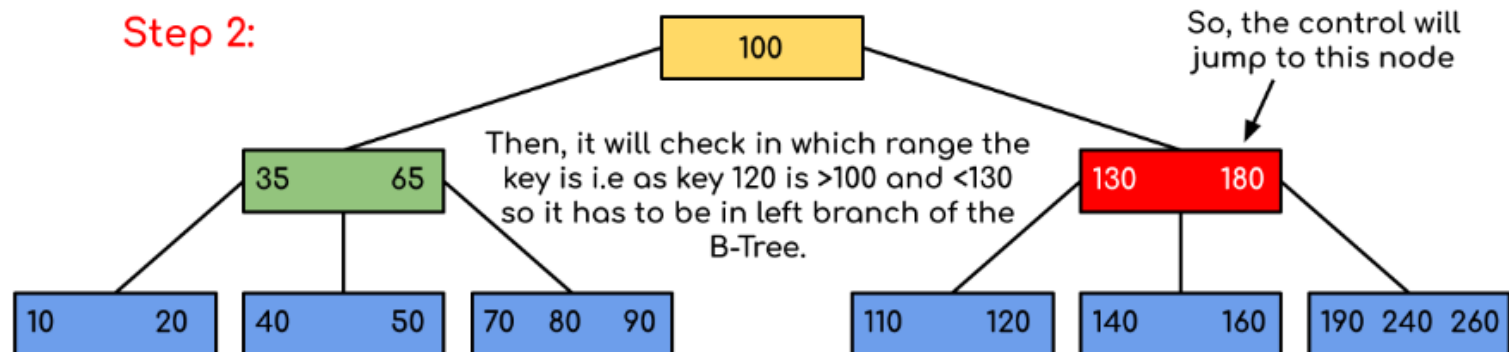 Step 2:
100
So, the control will
jump to this node
Then, it will check in which range the
key is i.e as key 120 is >100 and <130
so it has to be in left branch of the
B-Tree.
35 65
130 180
10 20
40 50
70 80 90
110 120
140 160
190 240 260